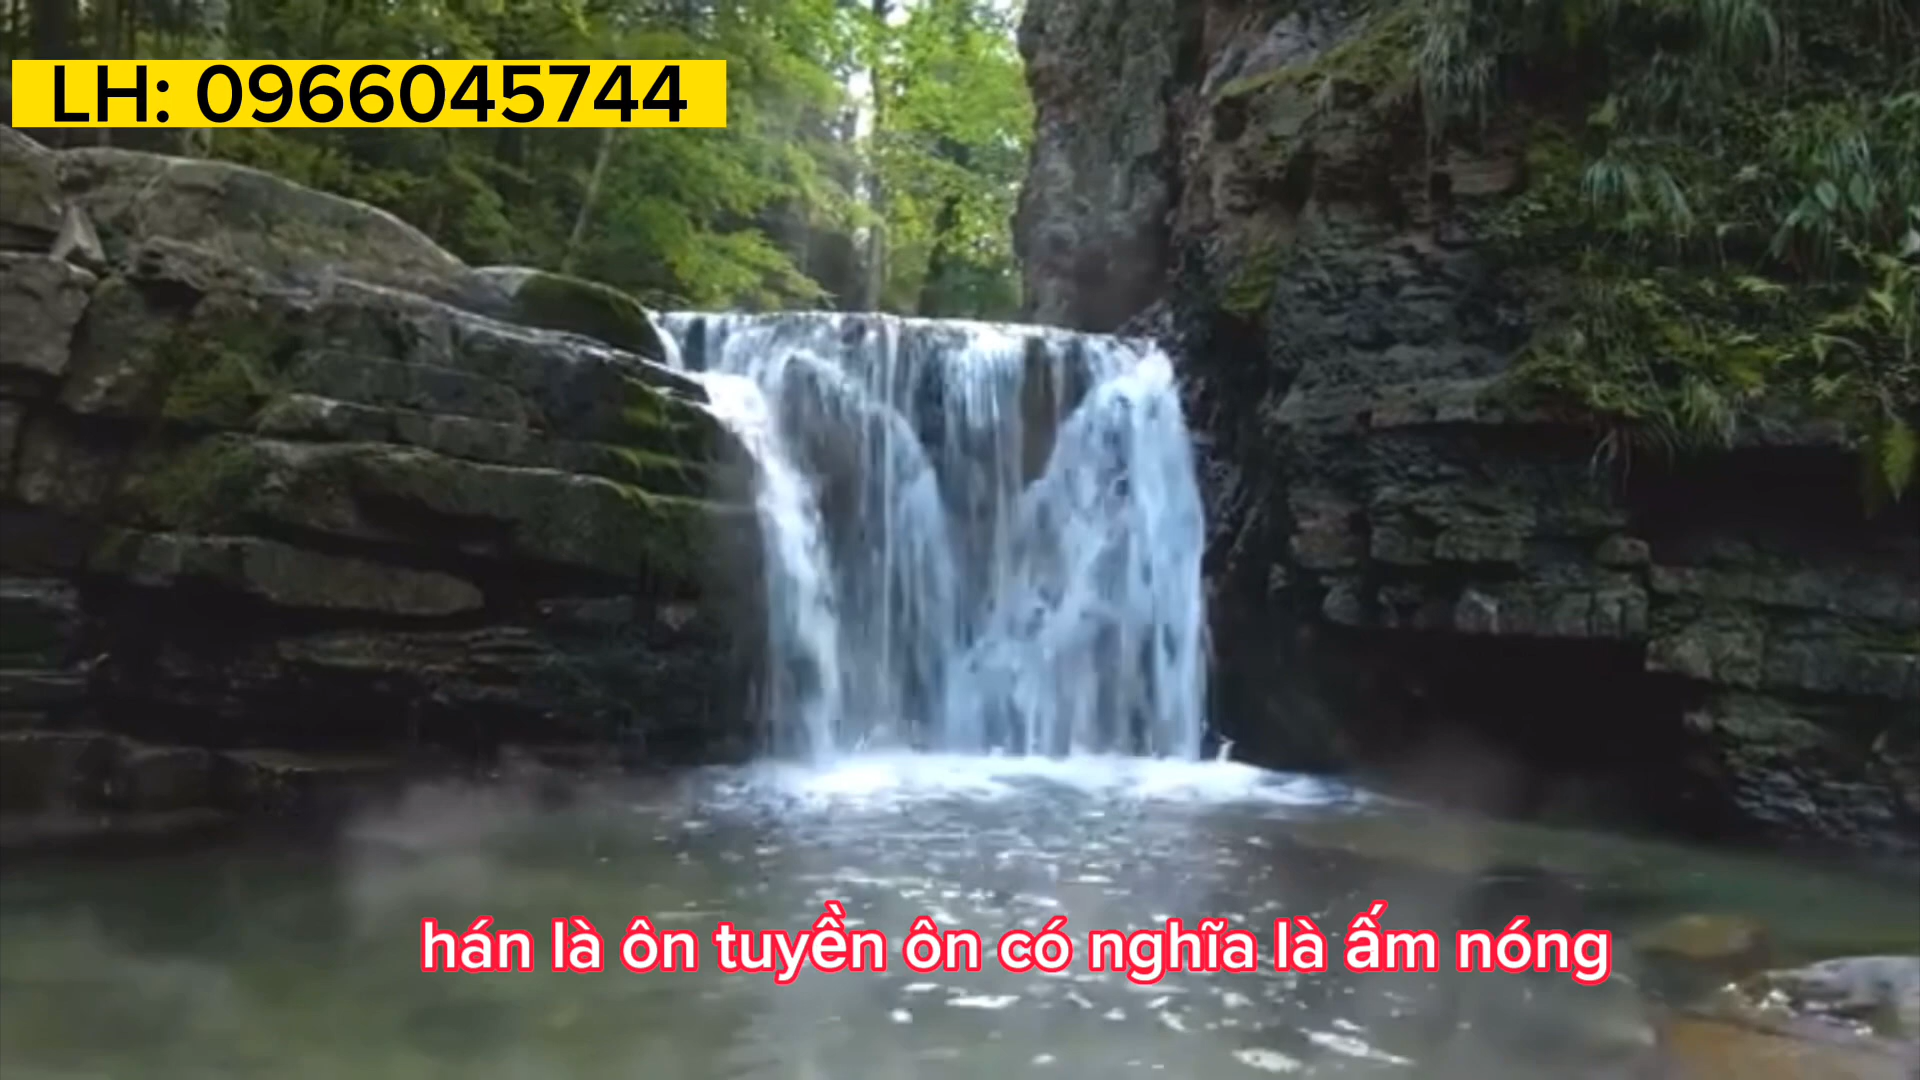 LH: 0966045744
hán là ôn tuyền ôn có nghĩa là ấm nóng